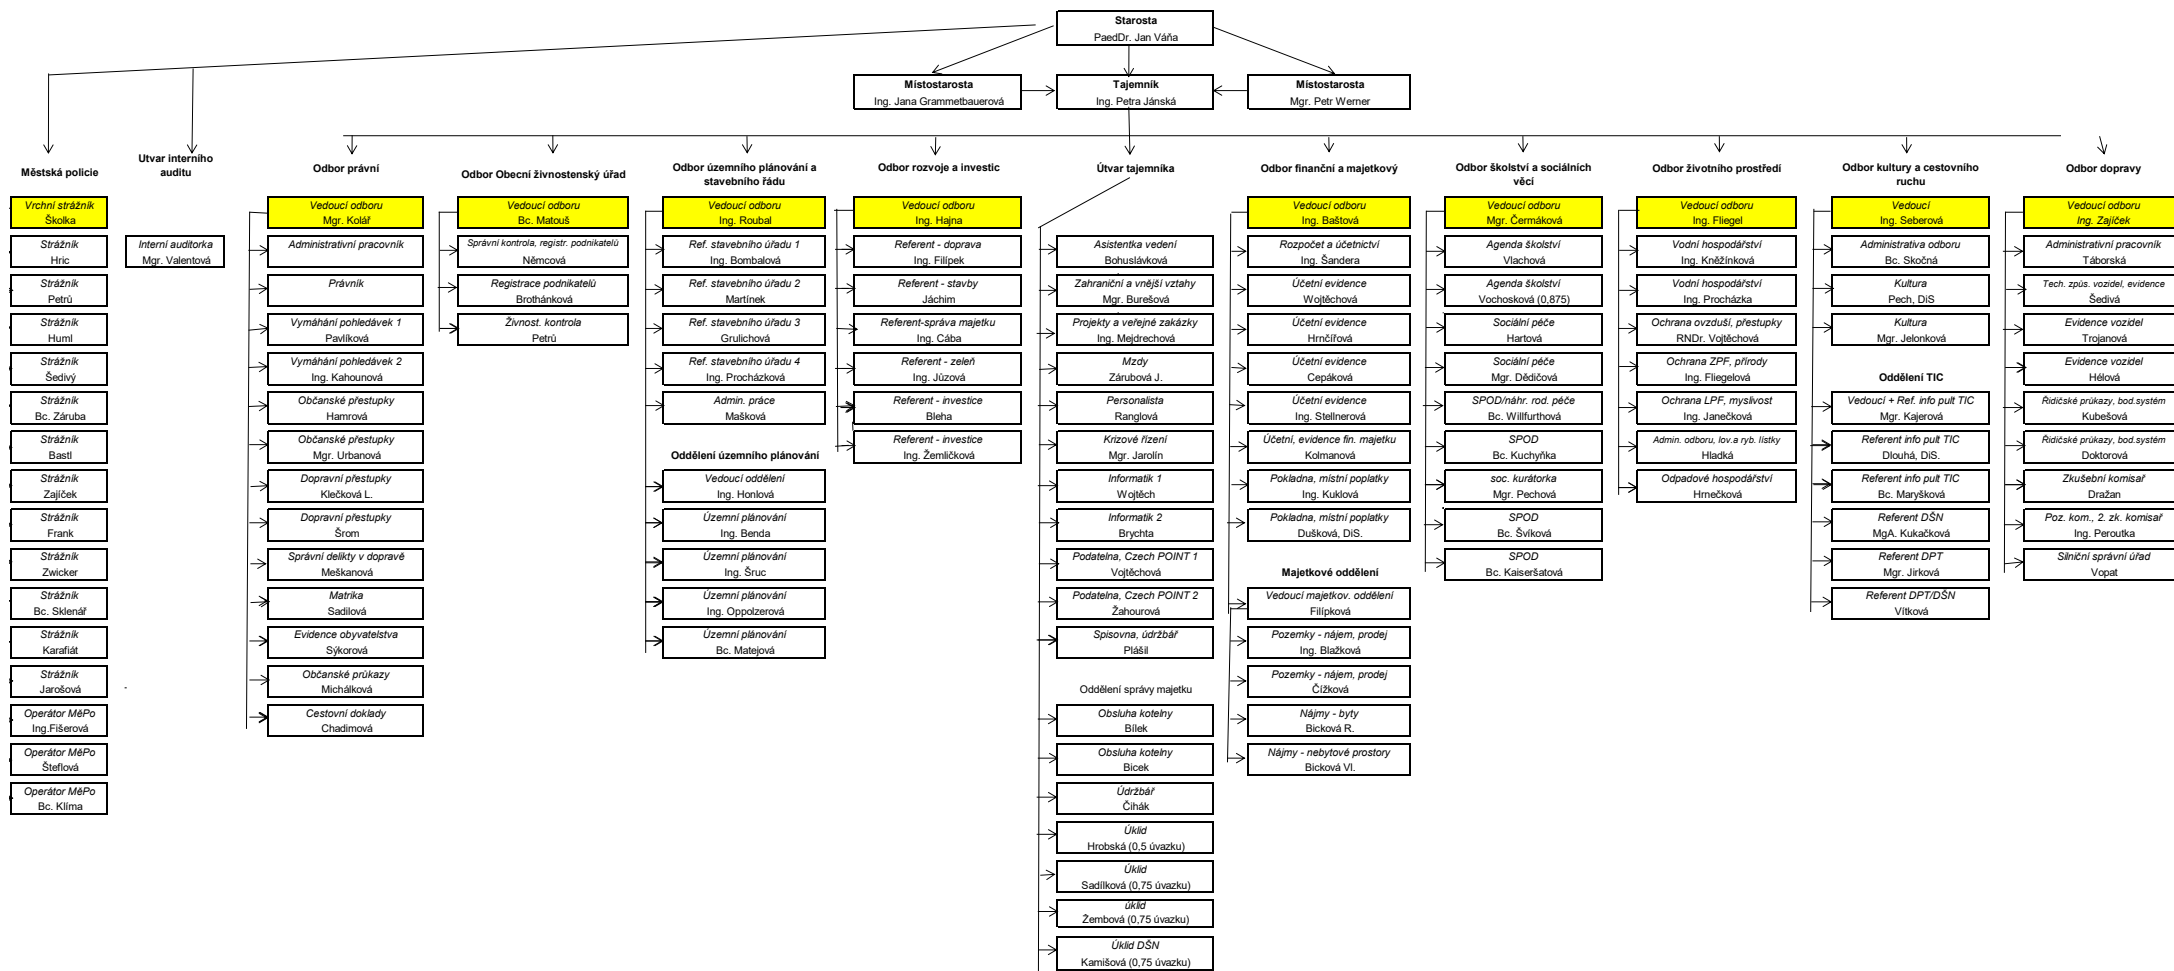 Starosta
PaedDr. Jan Váňa
Místostarosta
Ing. Jana Grammetbauerová
Tajemník
Ing. Petra Jánská
Místostarosta
Mgr. Petr Werner
Městská policie
Vrchní strážník
Školka
Strážník
Hric
Strážník
Petrů
Strážník
Huml
Strážník
Šedivý
Strážník
Bc. Záruba
Strážník
Bastl
Strážník
Zajíček
Strážník
Frank
Strážník
Zwicker
Strážník
Bc. Sklenář
Strážník
Karafiát
Strážník
Jarošová
Operátor MěPo
Ing.Fišerová
Operátor MěPo
Šteflová
Operátor MěPo
Bc. Klíma
Utvar interního
auditu
Interní auditorka
Mgr. Valentová
Odbor právní
Vedoucí odboru
Mgr. Kolář
Administrativní pracovník
Právník
Vymáhání pohledávek 1
Pavlíková
Vymáhání pohledávek 2
Ing. Kahounová
Občanské přestupky
Hamrová
Občanské přestupky
Mgr. Urbanová
Dopravní přestupky
Klečková L.
Dopravní přestupky
Šrom
Správní delikty v dopravě
Meškanová
Matrika
Sadilová
Evidence obyvatelstva
Sýkorová
Občanské průkazy
Michálková
Cestovní doklady
Chadimová
Odbor Obecní živnostenský úřad
Vedoucí odboru
Bc. Matouš
Správní kontrola, registr. podnikatelů
Němcová
Registrace podnikatelů
Brothánková
Živnost. kontrola
Petrů
Odbor územního plánování a
stavebního řádu
Vedoucí odboru
Ing. Roubal
Ref. stavebního úřadu 1
Ing. Bombalová
Ref. stavebního úřadu 2
Martínek
Ref. stavebního úřadu 3
Grulichová
Ref. stavebního úřadu 4
Ing. Procházková
Admin. práce
Mašková
Oddělení územního plánování
Vedoucí oddělení
Ing. Honlová
Územní plánování
Ing. Benda
Územní plánování
Ing. Šruc
Územní plánování
Ing. Oppolzerová
Územní plánování
Bc. Matejová
Odbor rozvoje a investic
Vedoucí odboru
Ing. Hajna
Referent - doprava
Ing. Filípek
Referent - stavby
Jáchim
Referent-správa majetku
Ing. Cába
Referent - zeleň
Ing. Jůzová
Referent - investice
Bleha
Referent - investice
Ing. Žemličková
Útvar tajemníka
Asistentka vedení
Bohuslávková
Zahraniční a vnější vztahy
Mgr. Burešová
Projekty a veřejné zakázky
Ing. Mejdrechová
Mzdy
Zárubová J.
Personalista
Ranglová
Krizové řízení
Mgr. Jarolín
Informatik 1
Wojtěch
Informatik 2
Brychta
Podatelna, Czech POINT 1
Vojtěchová
Podatelna, Czech POINT 2
Žahourová
Spisovna, údržbář
Plášil
Oddělení správy majetku
Obsluha kotelny
Bílek
Obsluha kotelny
Bicek
Údržbář
Čihák
Úklid
Hrobská (0,5 úvazku)
Úklid
Sadílková (0,75 úvazku)
úklid
Žembová (0,75 úvazku)
Úklid DŠN
Kamišová (0,75 úvazku)
Odbor finanční a majetkový
Vedoucí odboru
Ing. Baštová
Rozpočet a účetnictví
Ing. Šandera
Účetní evidence
Wojtěchová
Účetní evidence
Hrnčířová
Účetní evidence
Cepáková
Účetní evidence
Ing. Stellnerová
Účetní, evidence fin. majetku
Kolmanová
Pokladna, místní poplatky
Ing. Kuklová
Pokladna, místní poplatky
Dušková, DiS.
Majetkové oddělení
Vedoucí majetkov. oddělení
Filípková
Pozemky - nájem, prodej
Ing. Blažková
Pozemky - nájem, prodej
Čížková
Nájmy - byty
Bicková R.
Nájmy - nebytové prostory
Bicková Vl.
Odbor školství a sociálních
věcí
Vedoucí odboru
Mgr. Čermáková
Agenda školství
Vlachová
Agenda školství
Vochosková (0,875)
Sociální péče
Hartová
Sociální péče
Mgr. Dědičová
SPOD/náhr. rod. péče
Bc. Willfurthová
SPOD
Bc. Kuchyňka
soc. kurátorka
Mgr. Pechová
SPOD
Bc. Švíková
SPOD
Bc. Kaiseršatová
Odbor životního prostředí
Vedoucí odboru
Ing. Fliegel
Vodní hospodářství
Ing. Kněžínková
Vodní hospodářství
Ing. Procházka
Ochrana ovzduší, přestupky
RNDr. Vojtěchová
Ochrana ZPF, přírody
Ing. Fliegelová
Ochrana LPF, myslivost
Ing. Janečková
Admin. odboru, lov.a ryb. lístky
Hladká
Odpadové hospodářství
Hrnečková
Odbor kultury a cestovního
ruchu
Vedoucí
Ing. Seberová
Administrativa odboru
Bc. Skočná
Kultura
Pech, DiS
Kultura
Mgr. Jelonková
Oddělení TIC
Vedoucí + Ref. info pult TIC
Mgr. Kajerová
Referent info pult TIC
Dlouhá, DiS.
Referent info pult TIC
Bc. Maryšková
Referent DŠN
MgA. Kukačková
Referent DPT
Mgr. Jirková
Referent DPT/DŠN
Vítková
Odbor dopravy
Vedoucí odboru
Ing. Zajíček
Administrativní pracovník
Táborská
Tech. způs. vozidel, evidence
Šedivá
Evidence vozidel
Trojanová
Evidence vozidel
Hélová
Řidičské průkazy, bod.systém
Kubešová
Řidičské průkazy, bod.systém
Doktorová
Zkušební komisař
Dražan
Poz. kom., 2. zk. komisař
Ing. Peroutka
Silniční správní úřad
Vopat